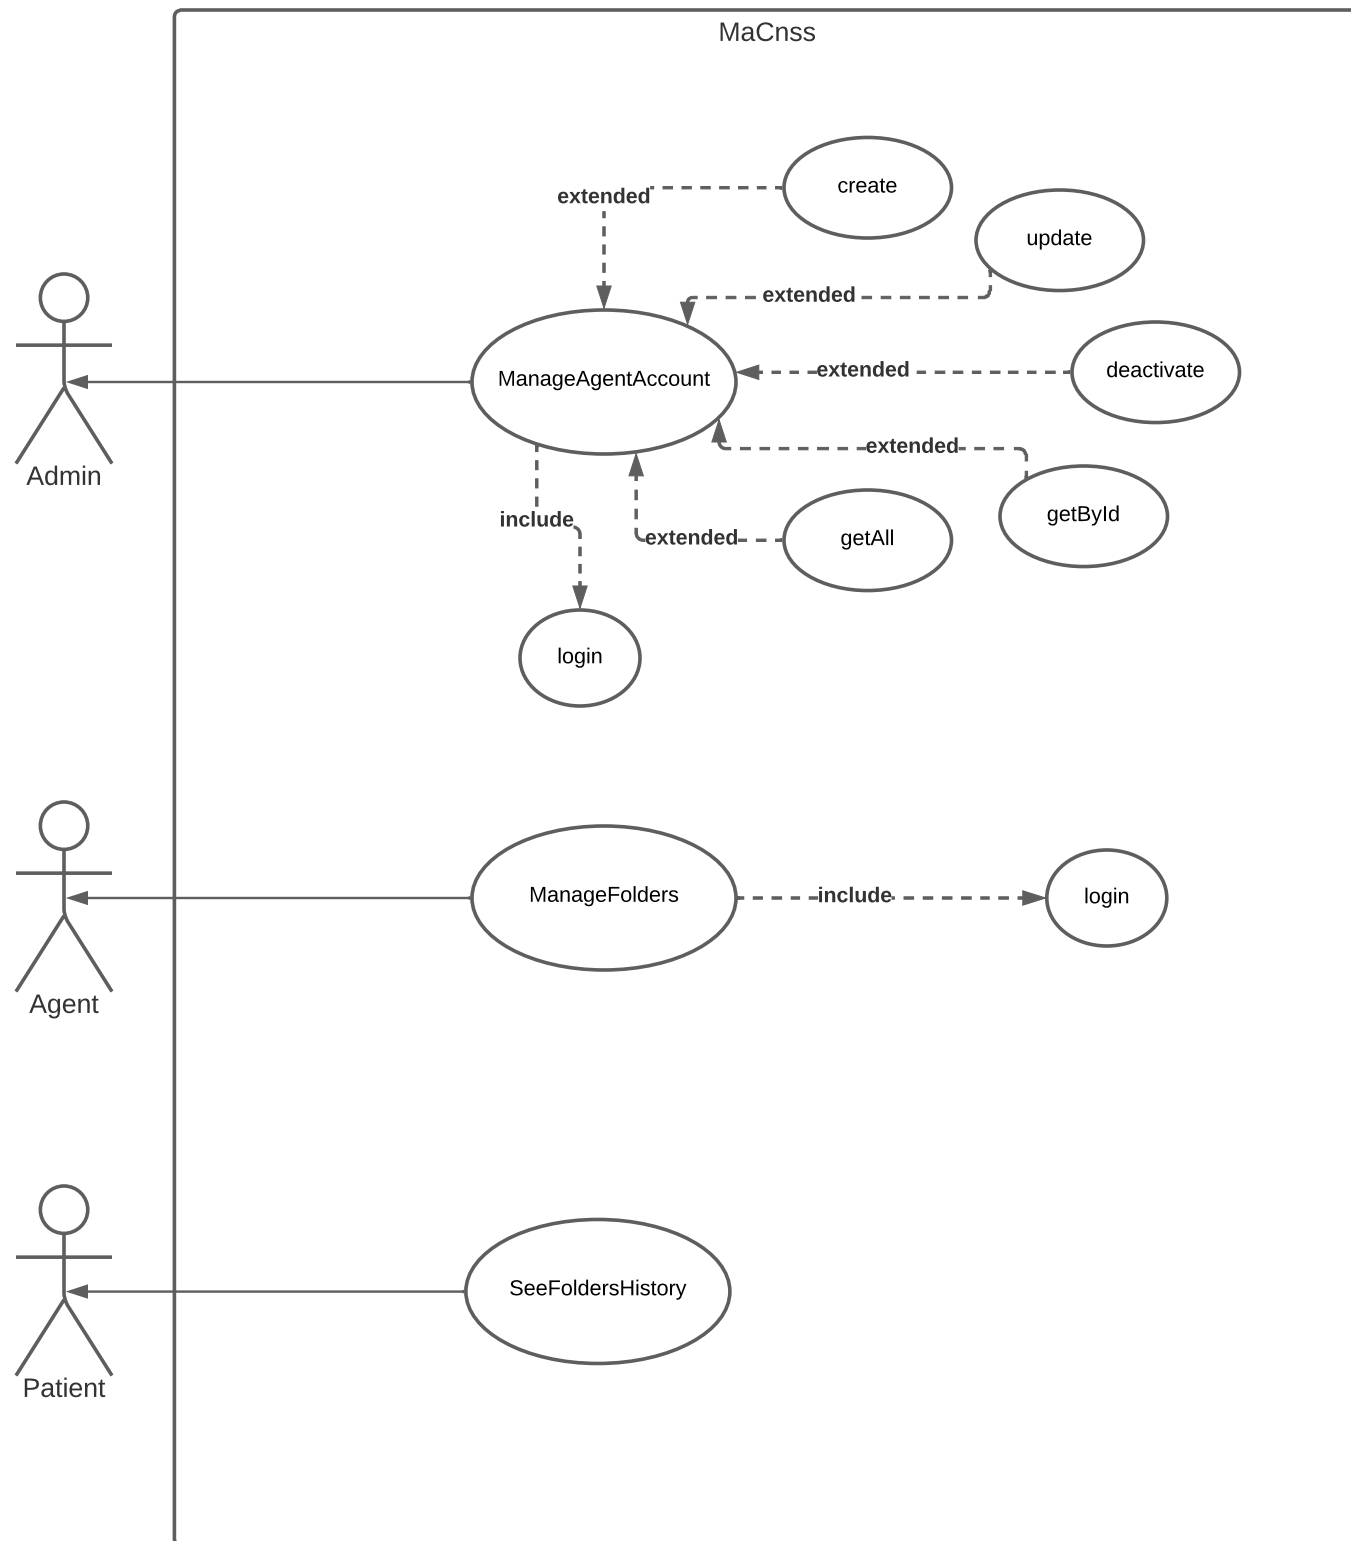 MaCnss
create
extended
update
extended
deactivate
extended
ManageAgentAccount
extended
getById
Admin
include
extended
getAll
login
ManageFolders
include
login
Agent
SeeFoldersHistory
Patient